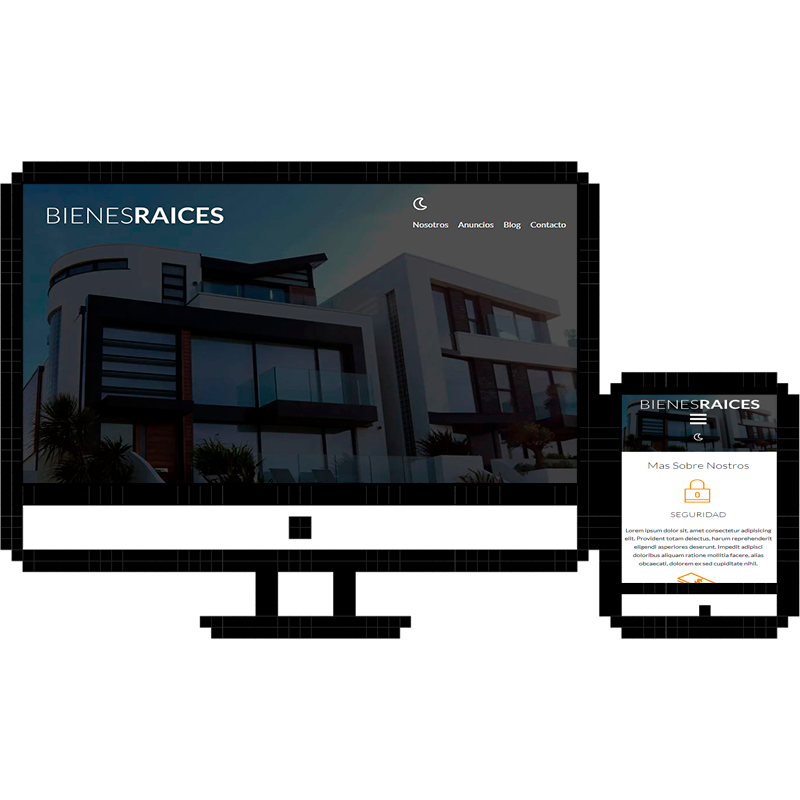 BIENESRAICES
Nosotros Anuncios Blog Contacto
BIENESRAICES
Mas Sobre Nostros
SEGURIDAD
Lorem ipsum dolor sit, amet consectetur adipisicing
elit. Provident totam delectus, harum reprehenderit
eligendi asperiores deserunt. Impedit adipisci
doloribus aliquam ratione mollitia facere, alias
obcaecati, dolorem ex sed cupiditate nihil.